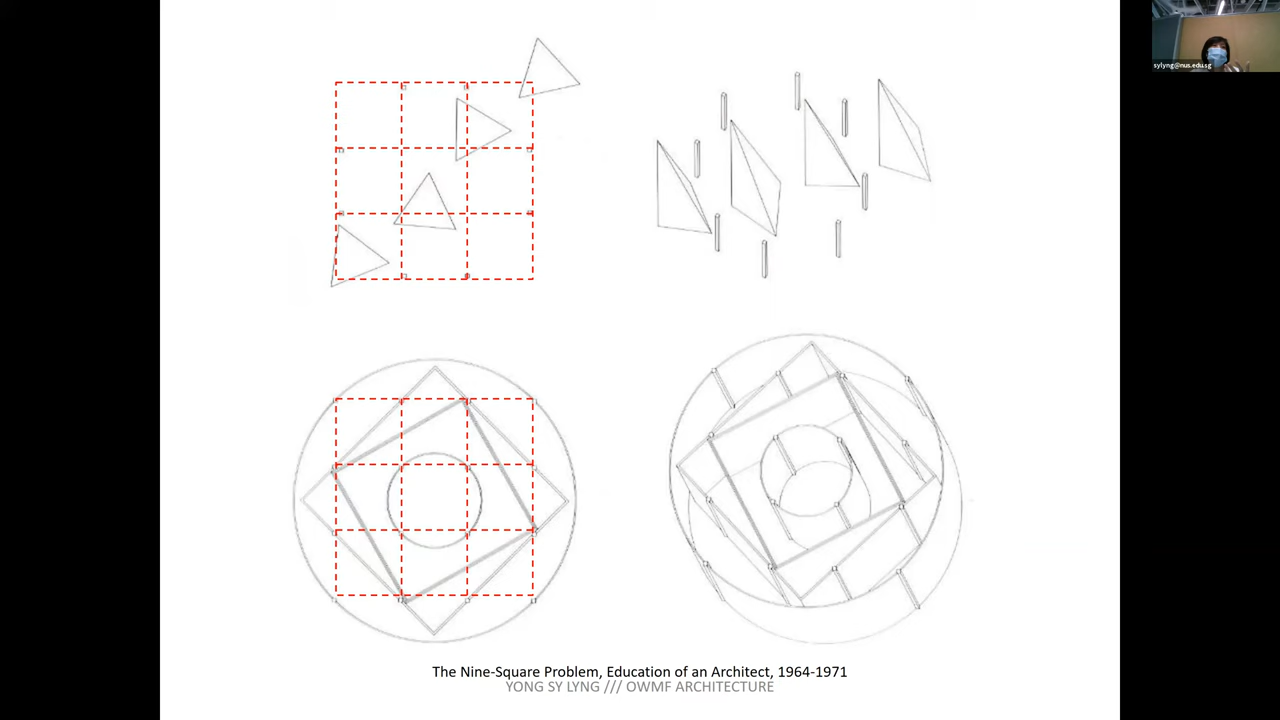 sylyng@nus.edu.sg
The Nine-Square Problem, Education of an Architect, 1964-1971
YONG SY LYNG /// OWMF ARCHITECTURE